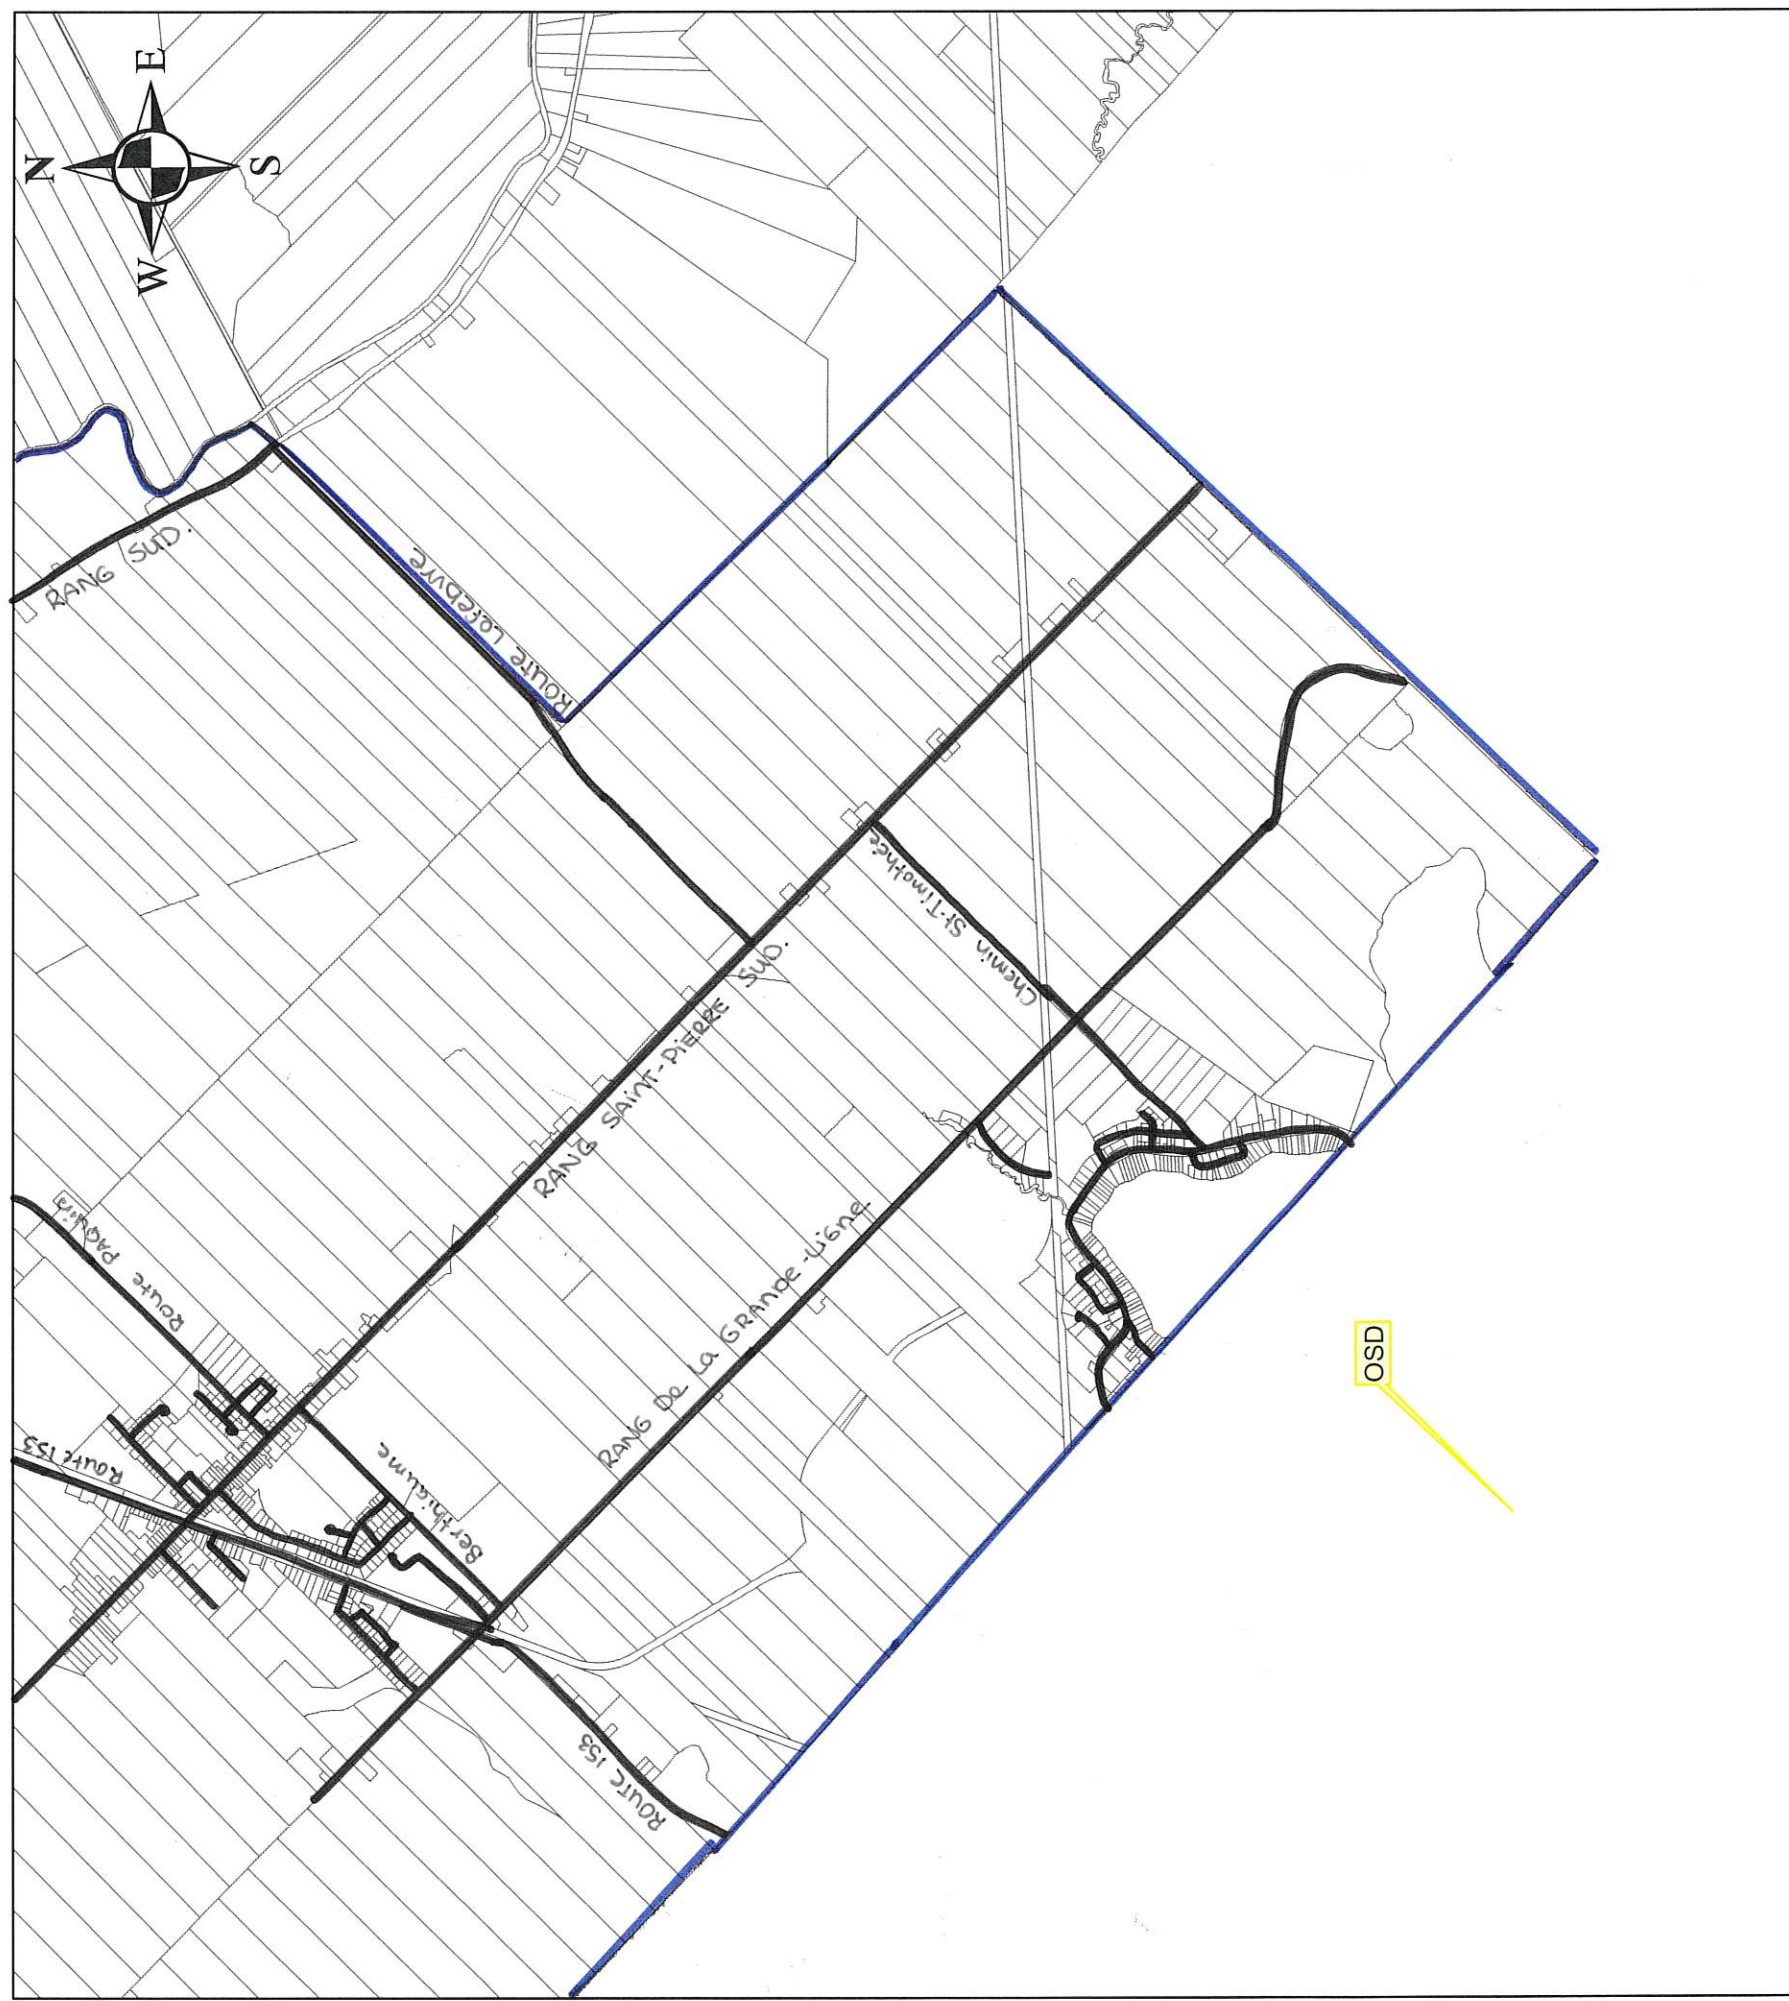 N
E
W
S
RANG SUD.
Route Lefebvre
Route PAQuin
Route 153
RANG SAiNT-PiERRE SUD.
Chemin St-Timothée
Berthiaume
RANG De La GRANDE-LiGne
ROUTE 153
OSD